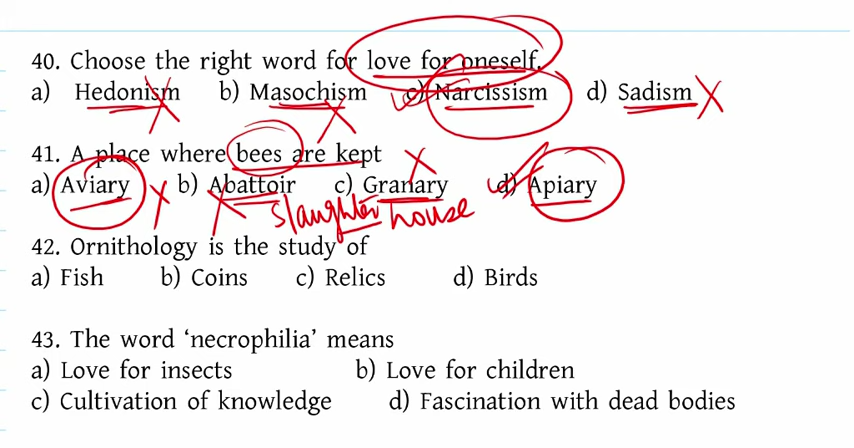 40. Choose the right word for love for oneself.
a) Hedonism b) Masochism c) Narcissism d) Sadism
41. A place where bees are kept
a) Aviary b) Abattoir c) Granary d) Apiary
slaughter house
42. Ornithology is the study of
a) Fish b) Coins c) Relics d) Birds
43. The word ‘necrophilia’ means
a) Love for insects b) Love for children
c) Cultivation of knowledge d) Fascination with dead bodies